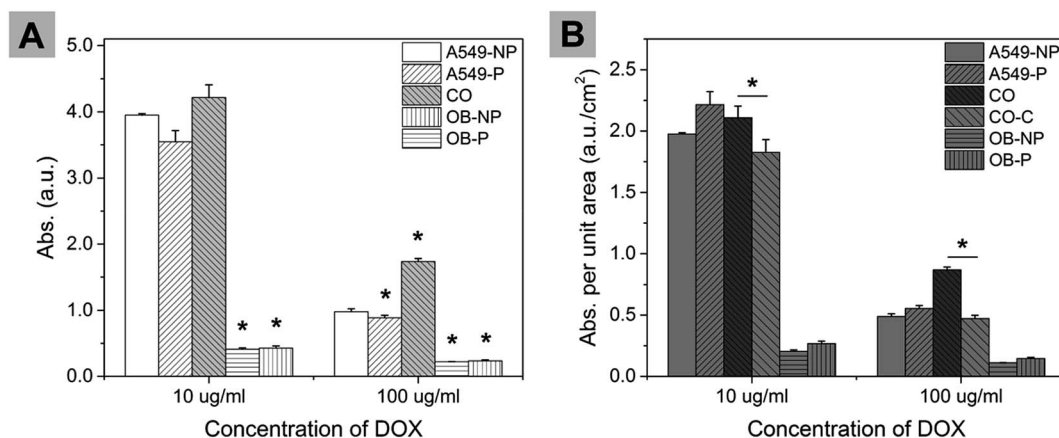 A
Abs. (a.u.)
5.0
4.0
3.0
2.0
1.0
0.0
A549-NP
A549-P
CO
OB-NP
OB-P
* * * * * *
10 ug/ml 100 ug/ml
Concentration of DOX
B
Abs. per unit area (a.u./cm²)
2.5
2.0
1.5
1.0
0.5
0.0
A549-NP
A549-P
CO
CO-C
OB-NP
OB-P
* *
10 ug/ml 100 ug/ml
Concentration of DOX